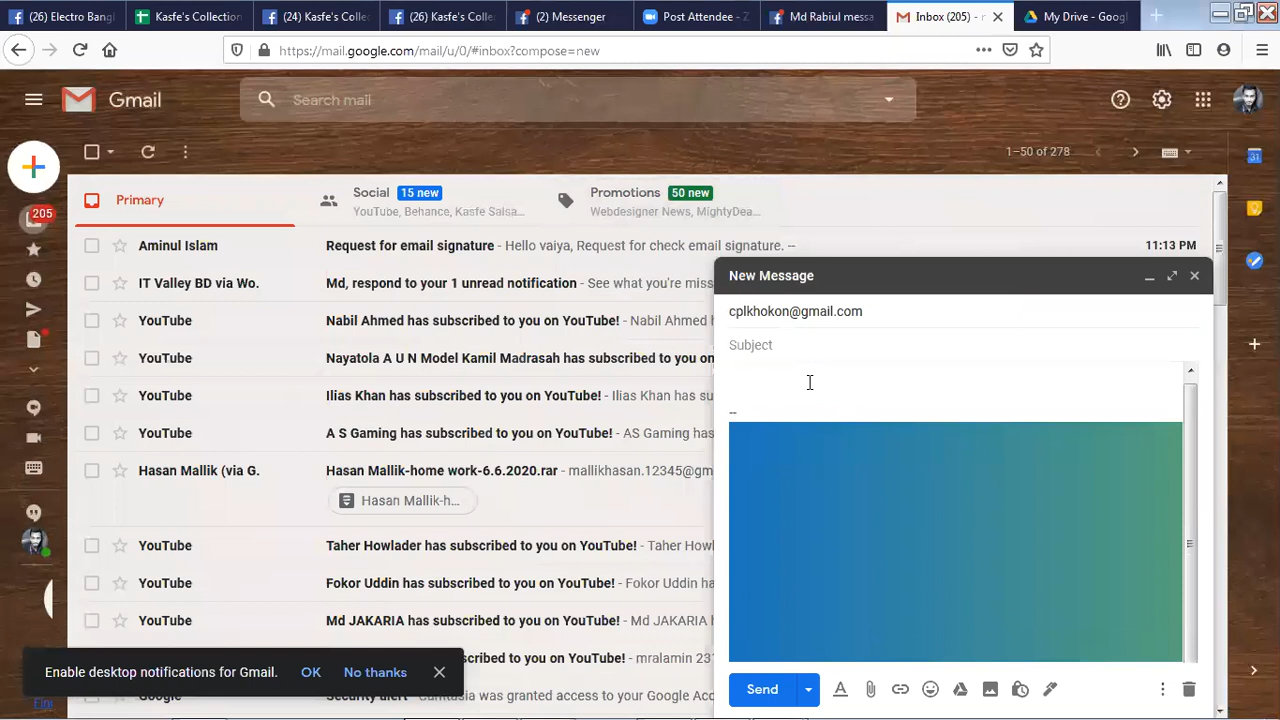 (26) Electro Bangl
Kasfe's Collection
(24) Kasfe's Colle
(26) Kasfe's Colle
(2) Messenger
Post Attendee - Z
Md Rabiul messa
Inbox (205) - r
My Drive - Googl
https://mail.google.com/mail/u/0/#inbox?compose=new
Gmail
Search mail
1–50 of 278
205
Primary
Social 15 new
YouTube, Behance, Kasfe Salsa...
Promotions 50 new
Webdesigner News, MightyDea...
Aminul Islam Request for email signature - Hello vaiya, Request for check email signature. -- 11:13 PM
IT Valley BD via Wo. Md, respond to your 1 unread notification - See what you're miss
YouTube Nabil Ahmed has subscribed to you on YouTube! - Nabil Ahmed h
YouTube Nayatola A U N Model Kamil Madrasah has subscribed to you on
YouTube Ilias Khan has subscribed to you on YouTube! - Ilias Khan has su
YouTube A S Gaming has subscribed to you on YouTube! - AS Gaming has s
Hasan Mallik (via G. Hasan Mallik-home work-6.6.2020.rar - mallikhasan.12345@gm
Hasan Mallik-h...
YouTube Taher Howlader has subscribed to you on YouTube! - Taher Howl
YouTube Fokor Uddin has subscribed to you on YouTube! - Fokor Uddin ha
YouTube Md JAKARIA has subscribed to you on YouTube! - Md JAKARIA
scribed to you on YouTube! - mralamin 231
Google Security alert - Camtasia was granted access to your Google Acc
New Message
cplkhokon@gmail.com
Subject
--
Send
Enable desktop notifications for Gmail. OK No thanks
31